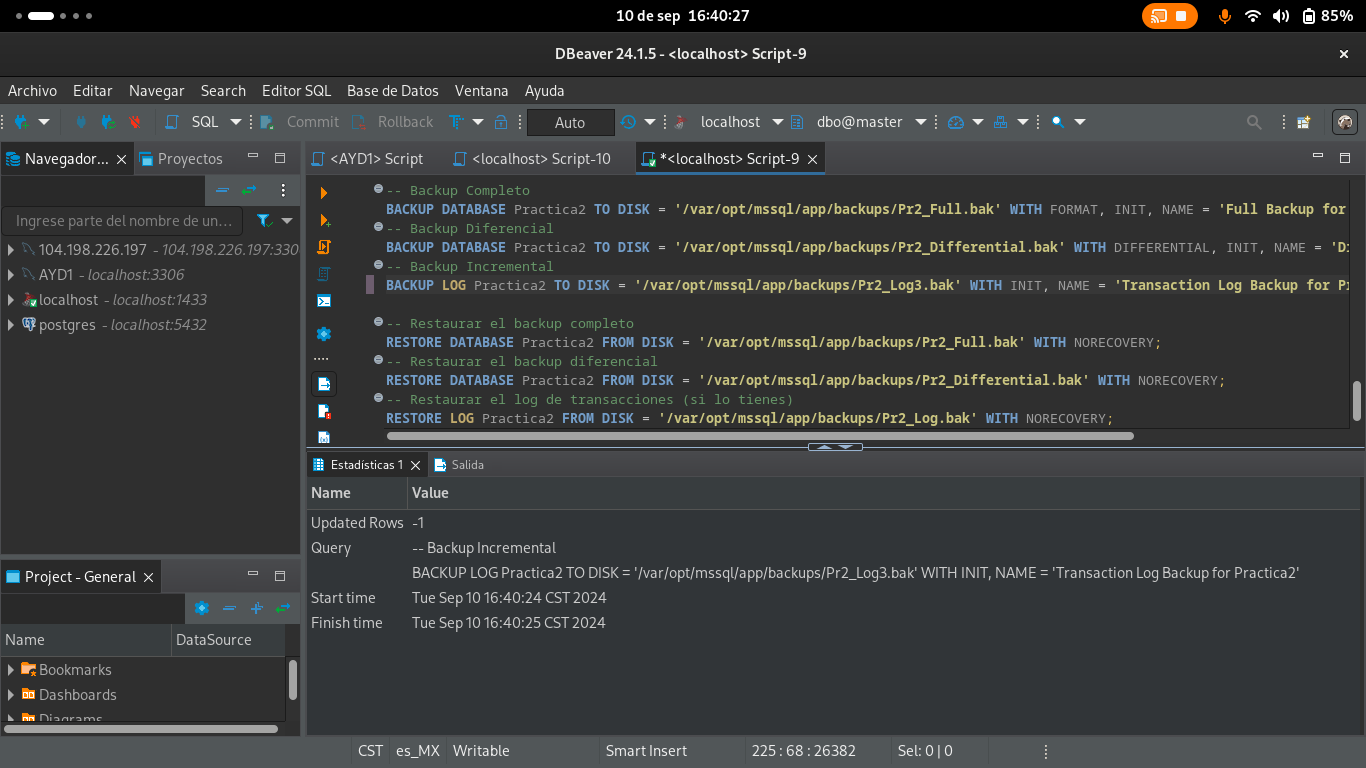 10 de sep 16:40:27
85%
DBeaver 24.1.5 - <localhost> Script-9
Archivo Editar Navegar Search Editor SQL Base de Datos Ventana Ayuda
SQL Commit Rollback Auto localhost dbo@master
Navegador... Proyectos
<AYD1> Script <localhost> Script-10 *<localhost> Script-9
Ingrese parte del nombre de un...
104.198.226.197 - 104.198.226.197:330
AYD1 - localhost:3306
localhost - localhost:1433
postgres - localhost:5432
-- Backup Completo
BACKUP DATABASE Practica2 TO DISK = '/var/opt/mssql/app/backups/Pr2_Full.bak' WITH FORMAT, INIT, NAME = 'Full Backup for
-- Backup Diferencial
BACKUP DATABASE Practica2 TO DISK = '/var/opt/mssql/app/backups/Pr2_Differential.bak' WITH DIFFERENTIAL, INIT, NAME = 'Di
-- Backup Incremental
BACKUP LOG Practica2 TO DISK = '/var/opt/mssql/app/backups/Pr2_Log3.bak' WITH INIT, NAME = 'Transaction Log Backup for Pr
-- Restaurar el backup completo
RESTORE DATABASE Practica2 FROM DISK = '/var/opt/mssql/app/backups/Pr2_Full.bak' WITH NORECOVERY;
-- Restaurar el backup diferencial
RESTORE DATABASE Practica2 FROM DISK = '/var/opt/mssql/app/backups/Pr2_Differential.bak' WITH NORECOVERY;
-- Restaurar el log de transacciones (si lo tienes)
RESTORE LOG Practica2 FROM DISK = '/var/opt/mssql/app/backups/Pr2_Log.bak' WITH NORECOVERY;
Estadísticas 1 Salida
Name Value
Updated Rows -1
Query -- Backup Incremental
BACKUP LOG Practica2 TO DISK = '/var/opt/mssql/app/backups/Pr2_Log3.bak' WITH INIT, NAME = 'Transaction Log Backup for Practica2'
Start time Tue Sep 10 16:40:24 CST 2024
Finish time Tue Sep 10 16:40:25 CST 2024
Project - General
Name DataSource
Bookmarks
Dashboards
Diagrams
CST es_MX Writable Smart Insert 225 : 68 : 26382 Sel: 0 | 0